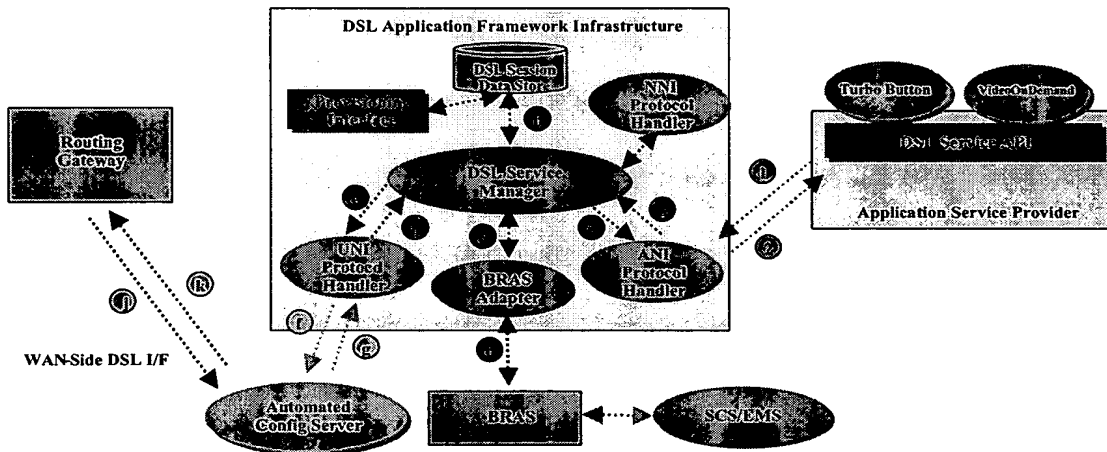 DSL Application Framework Infrastructure
DSL Session
Data Store
Provisioning
Interface
NNI
Protocol
Handler
Turbo Button
VideoOnDemand
DSL Service API
Application Service Provider
Routing
Gateway
DSL Service
Manager
UNI
Protocol
Handler
BRAS
Adapter
ANI
Protocol
Handler
j
k
f
g
WAN-Side DSL I/F
Automated
Config Server
BRAS
SCS/EMS